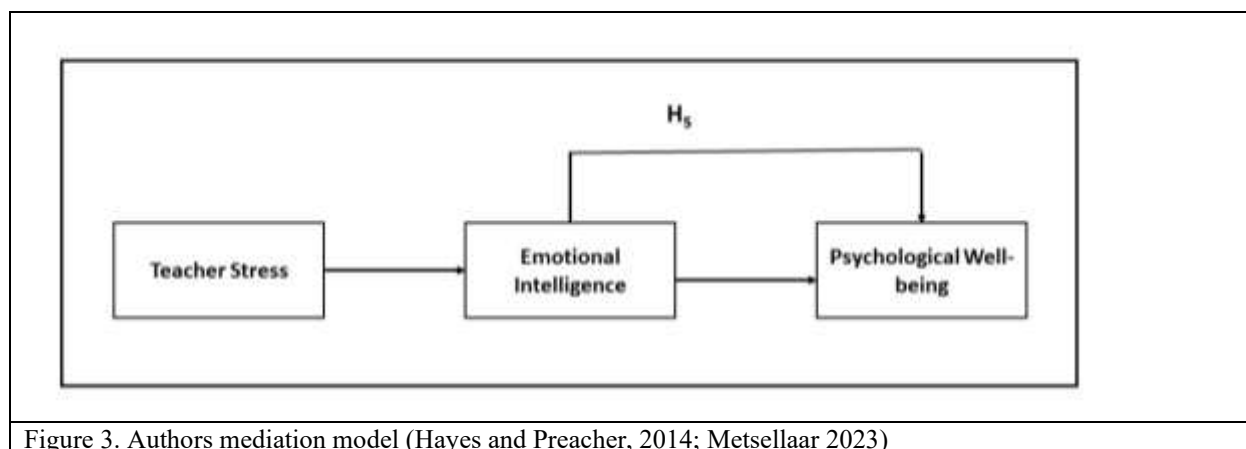 H5
Teacher Stress
Emotional
Intelligence
Psychological Well-
being
Figure 3. Authors mediation model (Hayes and Preacher, 2014; Metsellaar 2023)